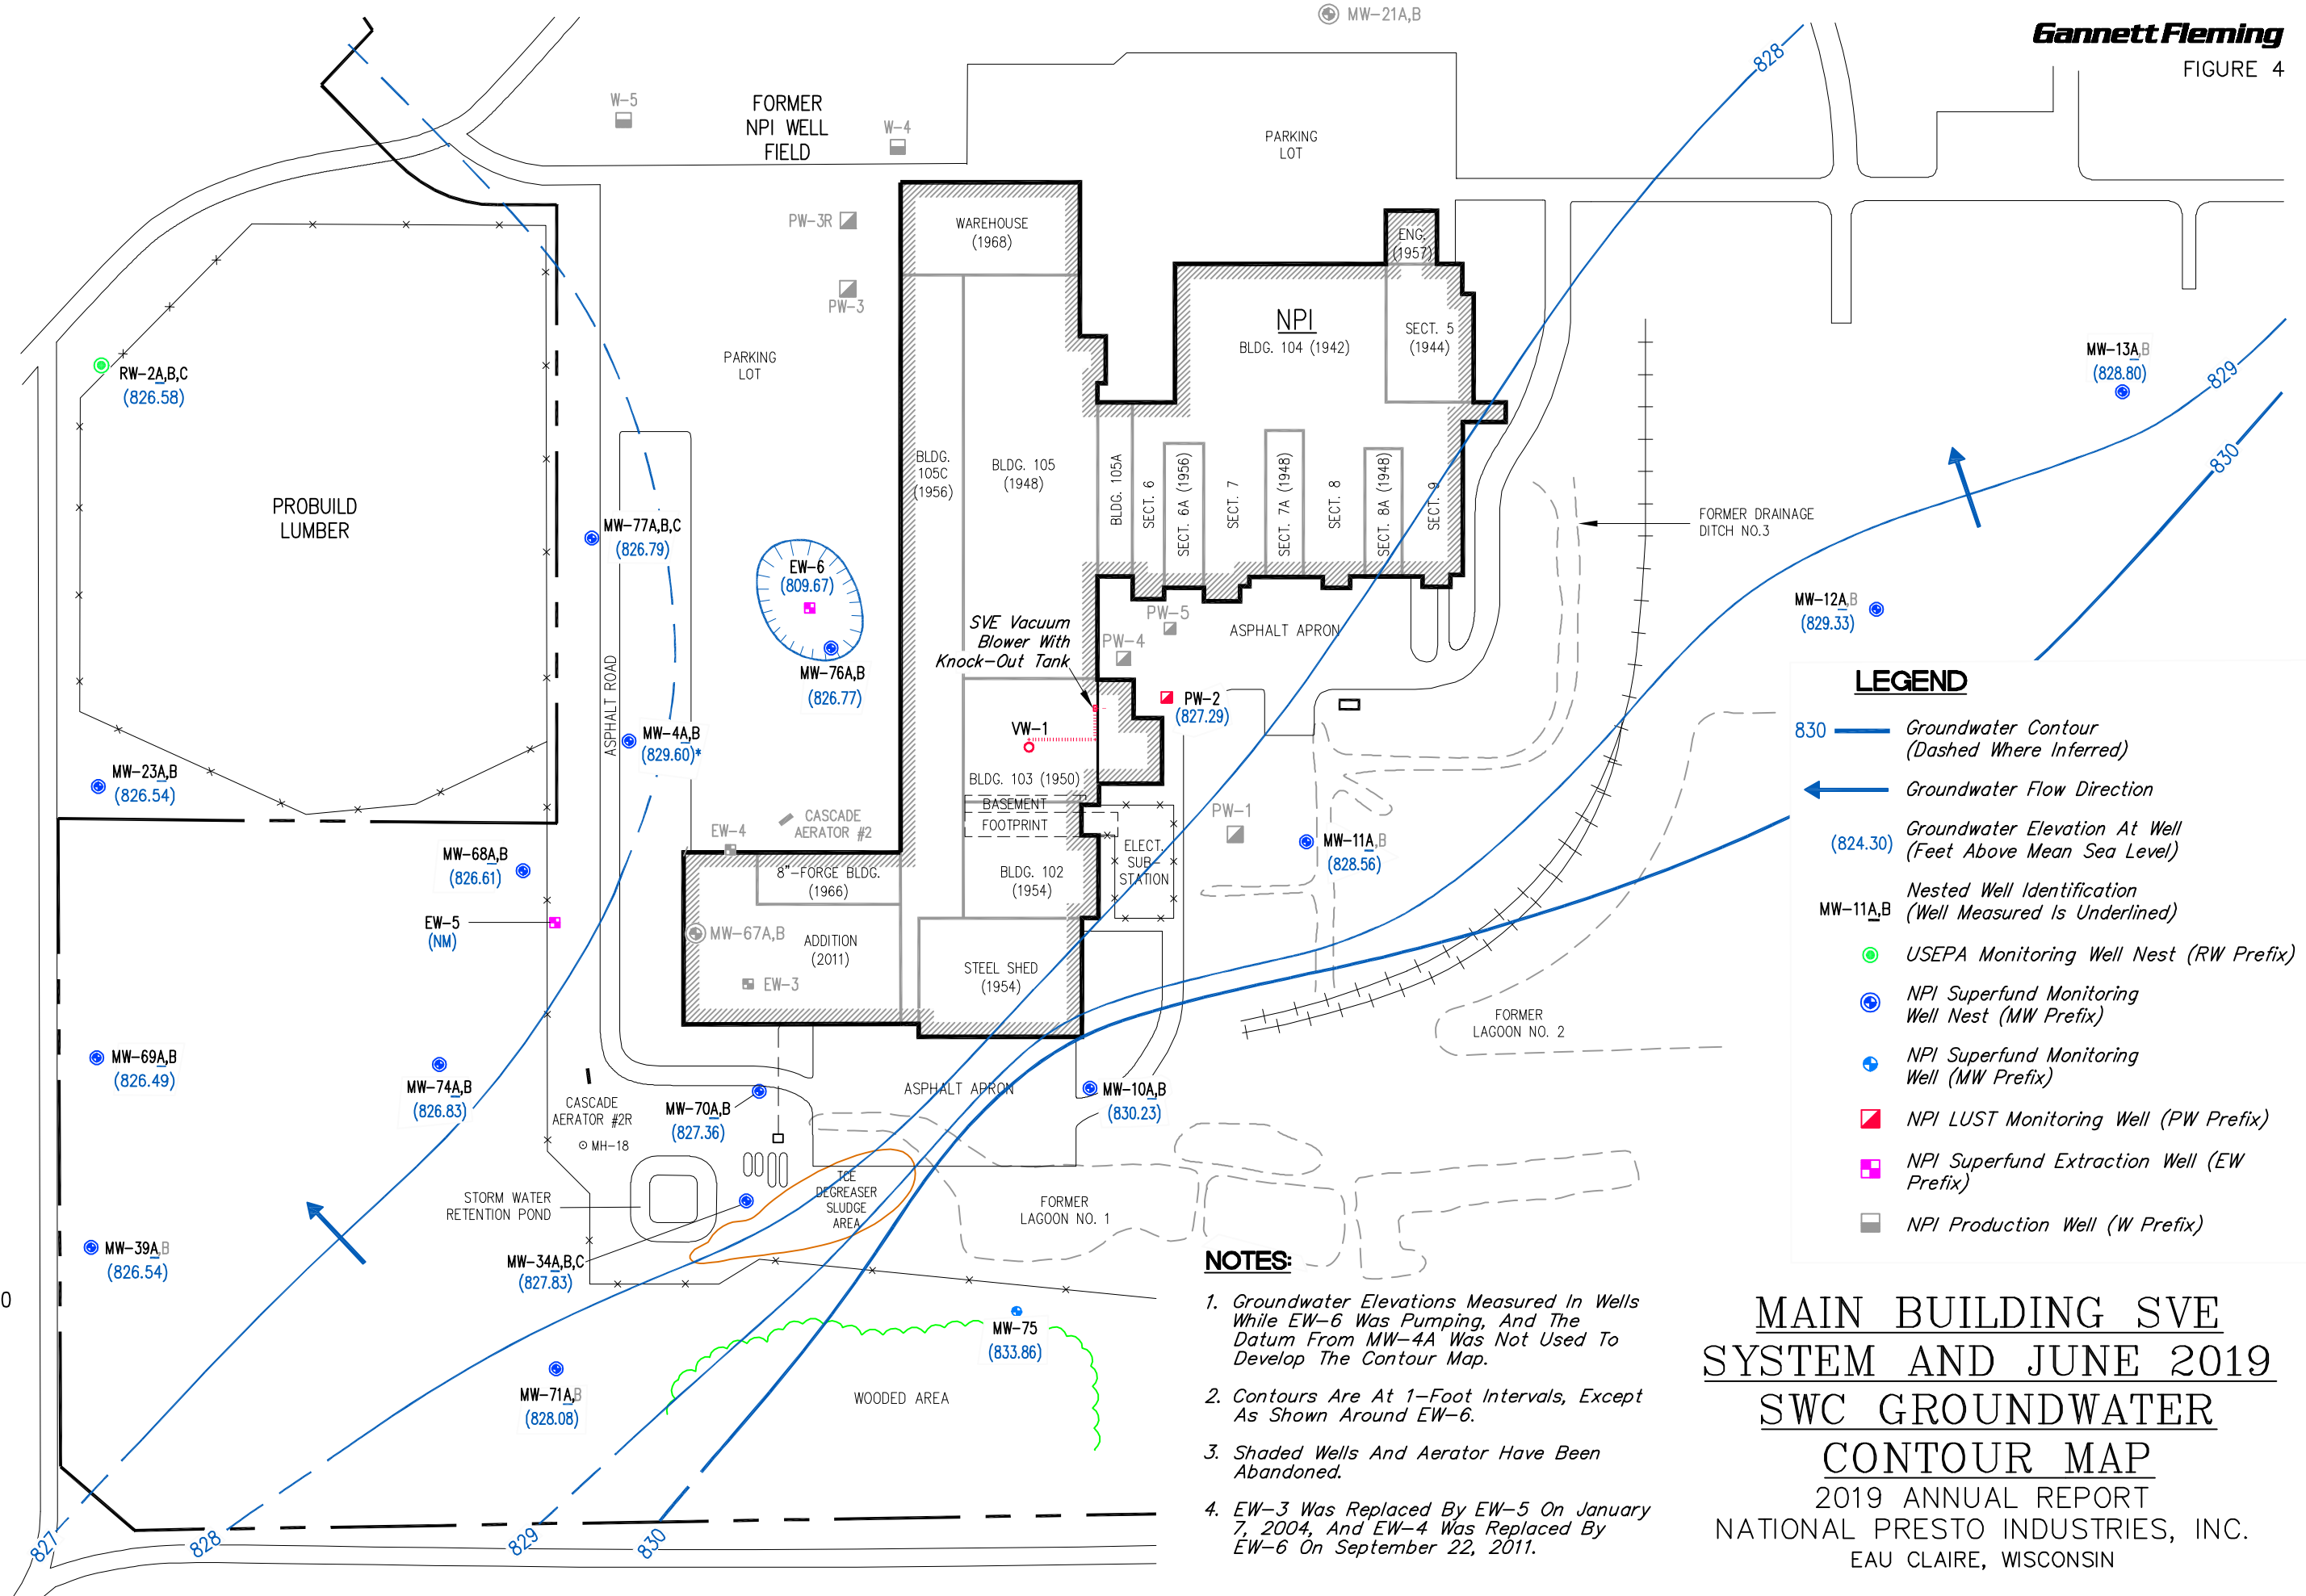 MW-21A,B
Gannett Fleming
FIGURE 4
828
W-5
FORMER
NPI WELL
FIELD
W-4
PARKING
LOT
PW-3R
WAREHOUSE
(1968)
ENG.
(1957)
PW-3
NPI
BLDG. 104 (1942)
SECT. 5
(1944)
MW-13A,B
(828.80)
829
RW-2A,B,C
(826.58)
PARKING
LOT
830
BLDG.
105C
(1956)
BLDG. 105
(1948)
BLDG. 105A
SECT. 6
SECT. 6A (1956)
SECT. 7
SECT. 7A (1948)
SECT. 8
SECT. 8A (1948)
SECT. 9
PROBUILD
LUMBER
FORMER DRAINAGE
DITCH NO.3
MW-77A,B,C
(826.79)
EW-6
(809.67)
MW-76A,B
(826.77)
SVE Vacuum
Blower With
Knock-Out Tank
PW-5
PW-4
ASPHALT APRON
MW-12A,B
(829.33)
ASPHALT ROAD
PW-2
(827.29)
MW-4A,B
(829.60)*
VW-1
BLDG. 103 (1950)
BASEMENT
FOOTPRINT
MW-23A,B
(826.54)
CASCADE
AERATOR #2
EW-4
PW-1
MW-11A,B
(828.56)
ELECT.
SUB-
STATION
MW-68A,B
(826.61)
8"-FORGE BLDG.
(1966)
BLDG. 102
(1954)
EW-5
(NM)
MW-67A,B
ADDITION
(2011)
EW-3
STEEL SHED
(1954)
FORMER
LAGOON NO. 2
MW-69A,B
(826.49)
MW-74A,B
(826.83)
CASCADE
AERATOR #2R
MH-18
MW-70A,B
(827.36)
ASPHALT APRON
MW-10A,B
(830.23)
TCE
DEGREASER
SLUDGE
AREA
STORM WATER
RETENTION POND
FORMER
LAGOON NO. 1
MW-39A,B
(826.54)
MW-34A,B,C
(827.83)
0
MW-75
(833.86)
MW-71A,B
(828.08)
WOODED AREA
827
828
829
830
LEGEND
830
Groundwater Contour
(Dashed Where Inferred)
Groundwater Flow Direction
(824.30)
Groundwater Elevation At Well
(Feet Above Mean Sea Level)
MW-11A,B
Nested Well Identification
(Well Measured Is Underlined)
USEPA Monitoring Well Nest (RW Prefix)
NPI Superfund Monitoring
Well Nest (MW Prefix)
NPI Superfund Monitoring
Well (MW Prefix)
NPI LUST Monitoring Well (PW Prefix)
NPI Superfund Extraction Well (EW
Prefix)
NPI Production Well (W Prefix)
NOTES:
1. Groundwater Elevations Measured In Wells
While EW-6 Was Pumping, And The
Datum From MW-4A Was Not Used To
Develop The Contour Map.
2. Contours Are At 1-Foot Intervals, Except
As Shown Around EW-6.
3. Shaded Wells And Aerator Have Been
Abandoned.
4. EW-3 Was Replaced By EW-5 On January
7, 2004, And EW-4 Was Replaced By
EW-6 On September 22, 2011.
MAIN BUILDING SVE
SYSTEM AND JUNE 2019
SWC GROUNDWATER
CONTOUR MAP
2019 ANNUAL REPORT
NATIONAL PRESTO INDUSTRIES, INC.
EAU CLAIRE, WISCONSIN